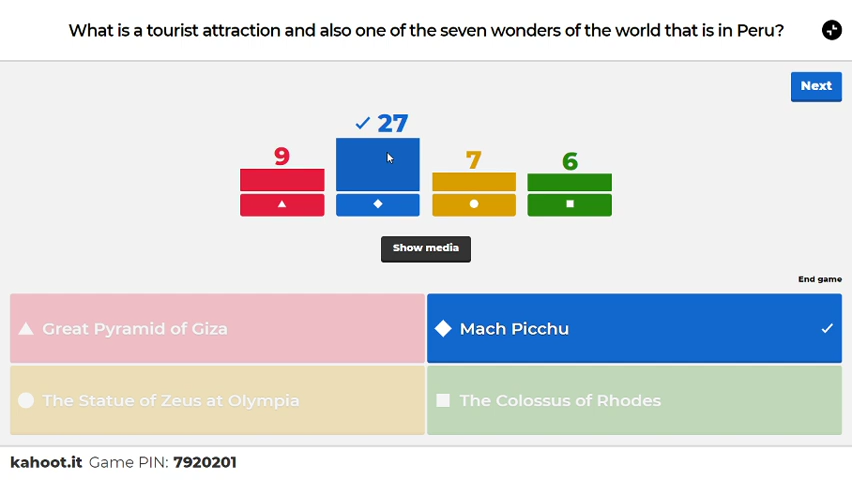 What is a tourist attraction and also one of the seven wonders of the world that is in Peru?
Next
9
27
7
6
Show media
End game
Great Pyramid of Giza
Mach Picchu
The Statue of Zeus at Olympia
The Colossus of Rhodes
kahoot.it Game PIN: 7920201